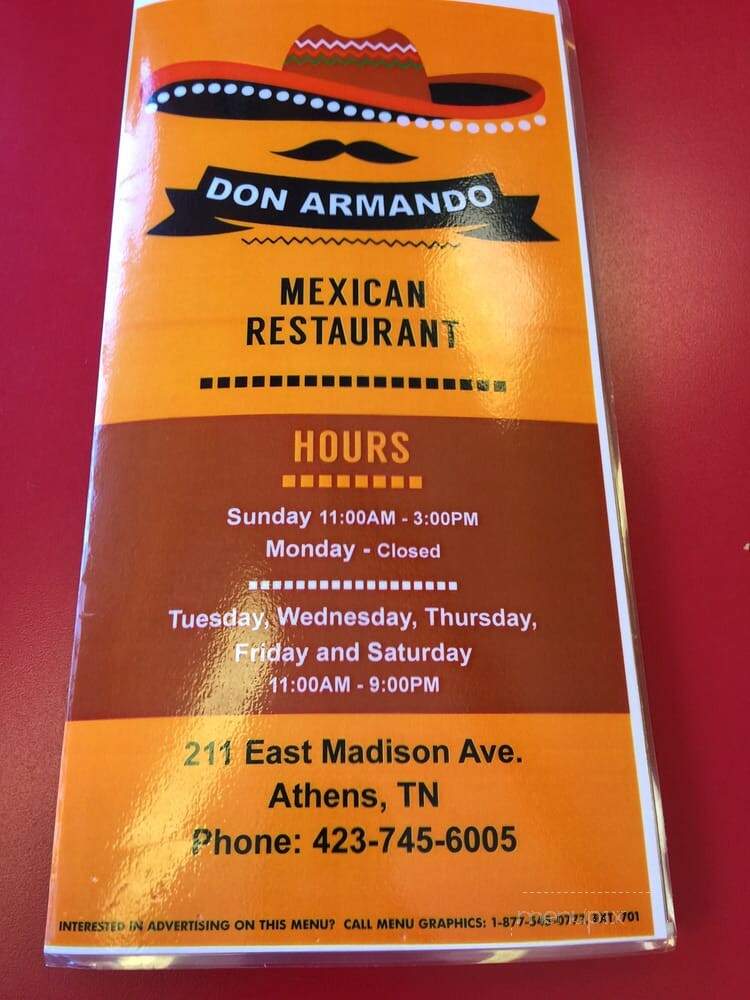 DON ARMANDO
MEXICAN
RESTAURANT
HOURS
Sunday 11:00AM - 3:00PM
Monday - Closed
Tuesday, Wednesday, Thursday,
Friday and Saturday
11:00AM - 9:00PM
211 East Madison Ave.
Athens, TN
Phone: 423-745-6005
INTERESTED IN ADVERTISING ON THIS MENU? CALL MENU GRAPHICS: EXT. 701